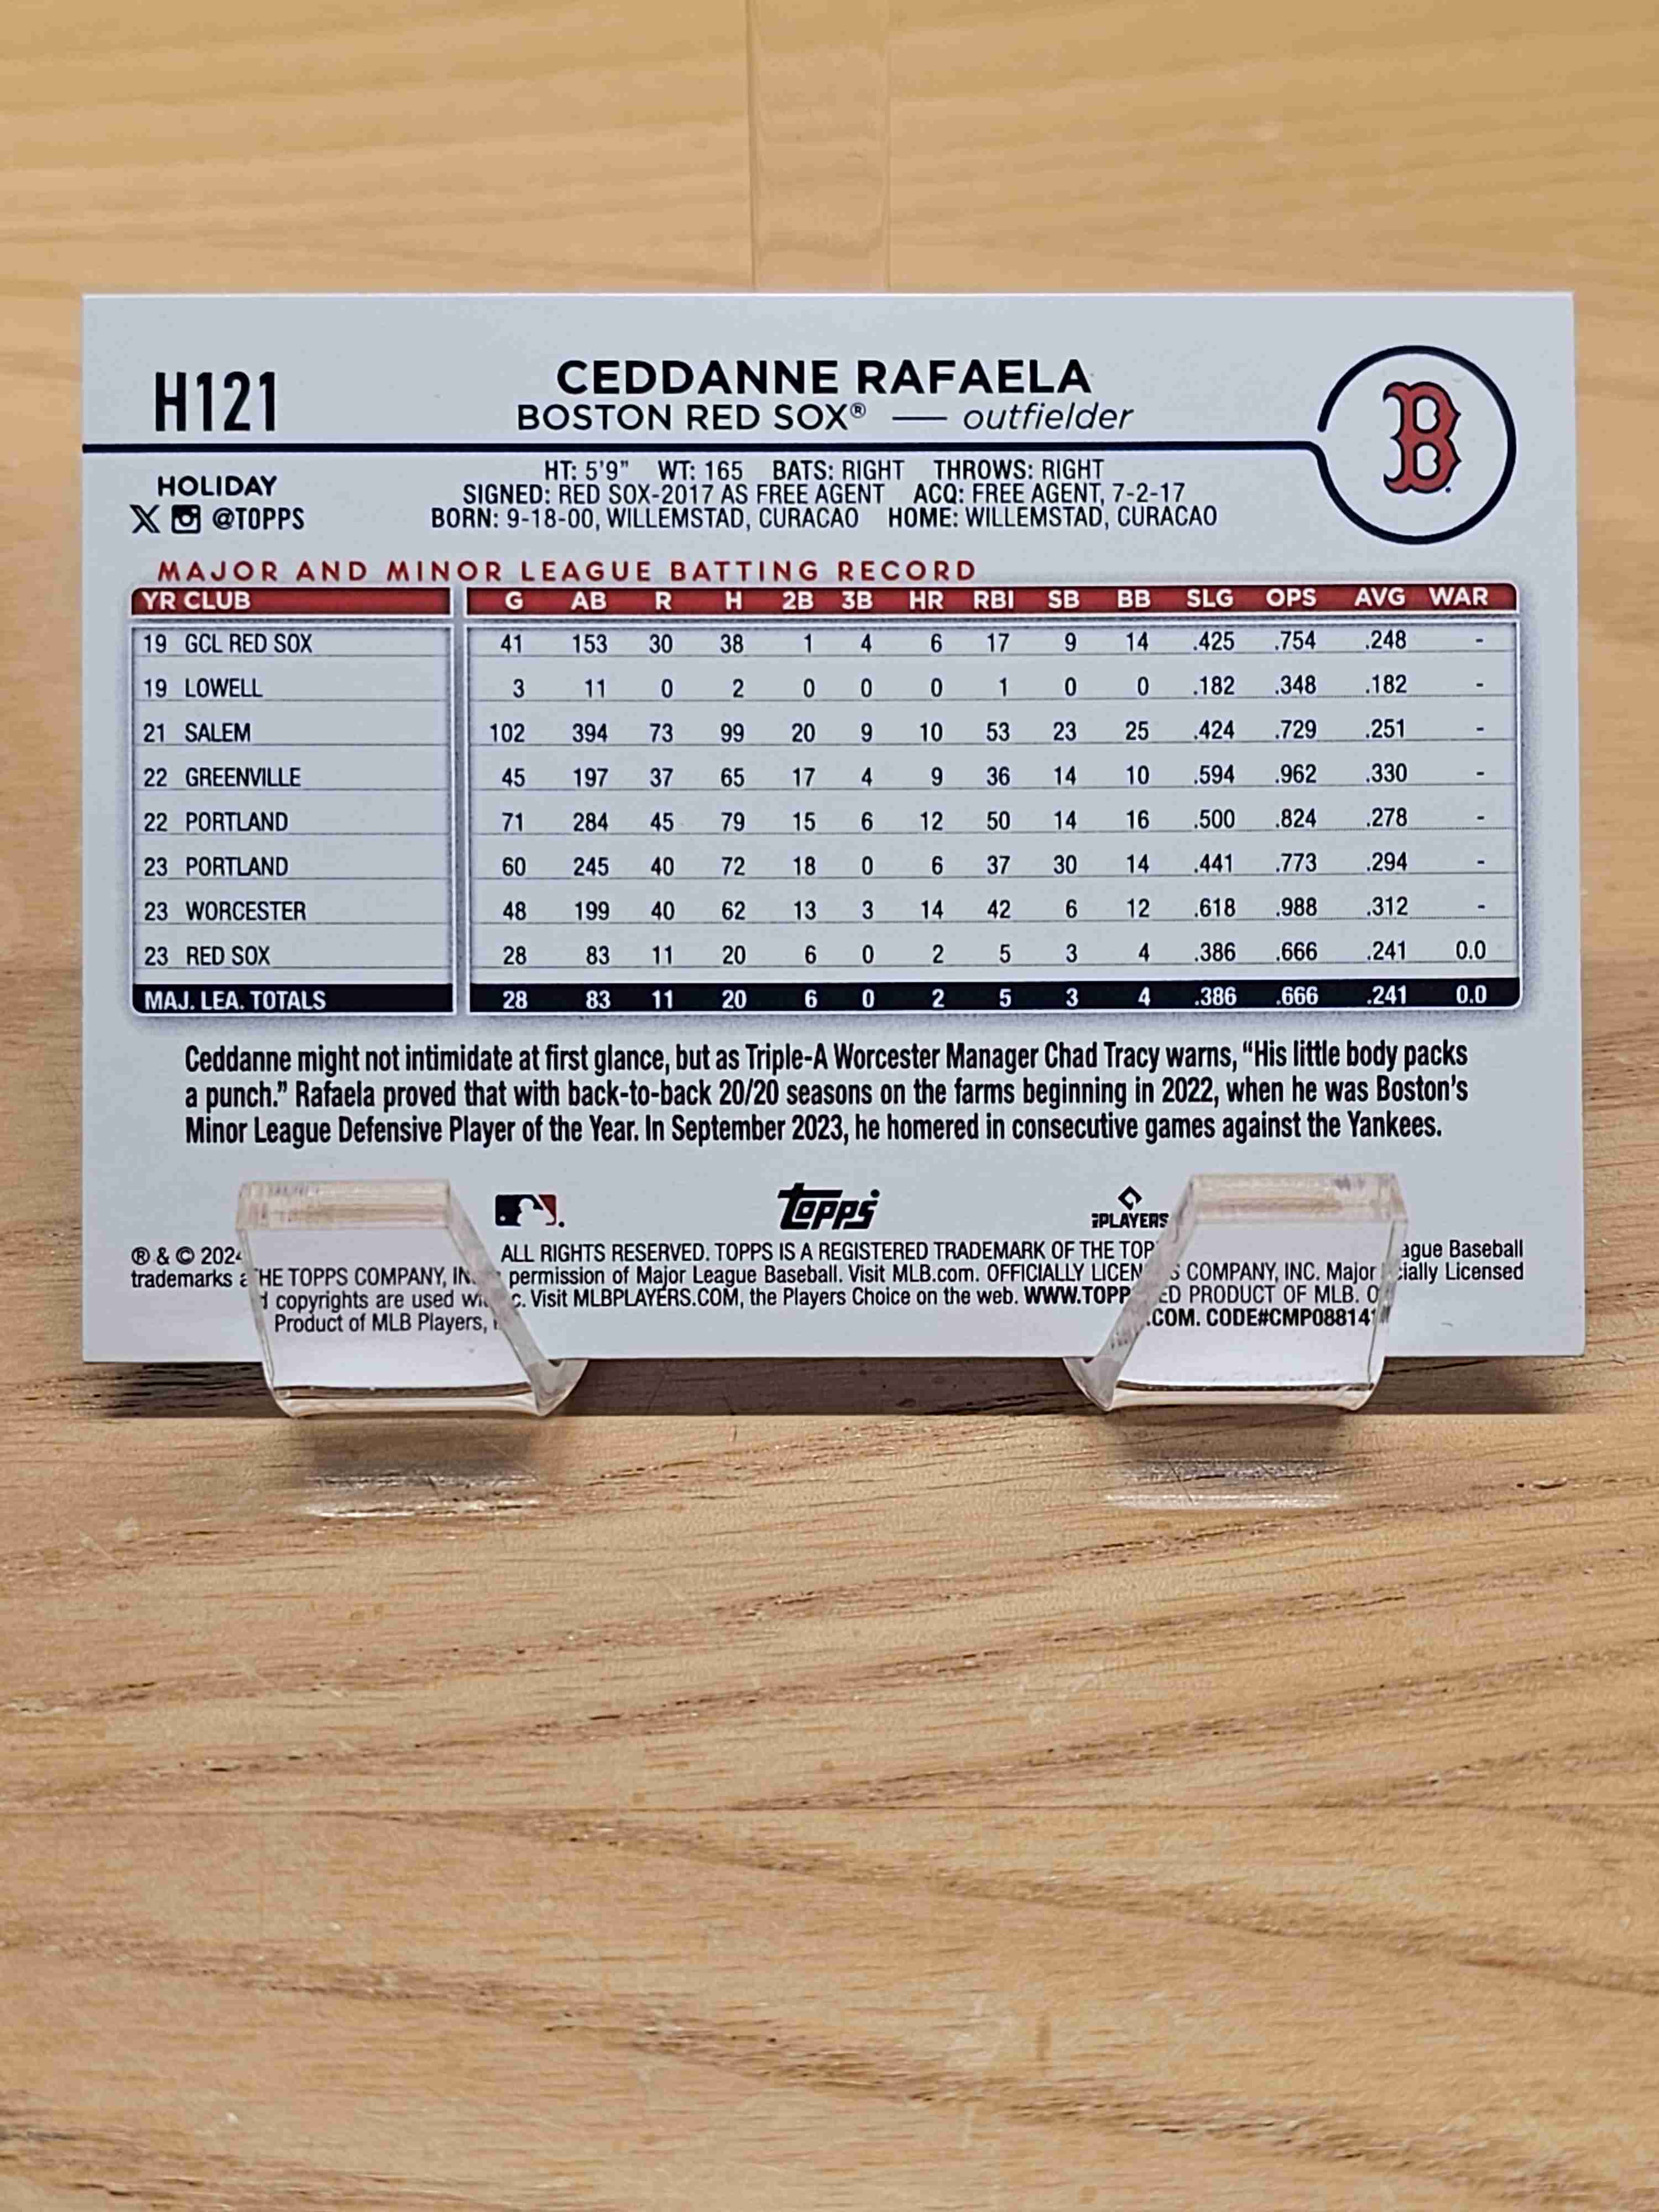 H121
CEDDANNE RAFAELA
BOSTON RED SOX® — outfielder
B
HOLIDAY
X @TOPPS
HT: 5'9" WT: 165 BATS: RIGHT THROWS: RIGHT
SIGNED: RED SOX-2017 AS FREE AGENT ACQ: FREE AGENT, 7-2-17
BORN: 9-18-00, WILLEMSTAD, CURACAO HOME: WILLEMSTAD, CURACAO
MAJOR AND MINOR LEAGUE BATTING RECORD
YR CLUB G AB R H 2B 3B HR RBI SB BB SLG OPS AVG WAR
19 GCL RED SOX 41 153 30 38 1 4 6 17 9 14 .425 .754 .248 -
19 LOWELL 3 11 0 2 0 0 0 1 0 0 .182 .348 .182 -
21 SALEM 102 394 73 99 20 9 10 53 23 25 .424 .729 .251 -
22 GREENVILLE 45 197 37 65 17 4 9 36 14 10 .594 .962 .330 -
22 PORTLAND 71 284 45 79 15 6 12 50 14 16 .500 .824 .278 -
23 PORTLAND 60 245 40 72 18 0 6 37 30 14 .441 .773 .294 -
23 WORCESTER 48 199 40 62 13 3 14 42 6 12 .618 .988 .312 -
23 RED SOX 28 83 11 20 6 0 2 5 3 4 .386 .666 .241 0.0
MAJ. LEA. TOTALS 28 83 11 20 6 0 2 5 3 4 .386 .666 .241 0.0
Ceddanne might not intimidate at first glance, but as Triple-A Worcester Manager Chad Tracy warns, “His little body packs
a punch.” Rafaela proved that with back-to-back 20/20 seasons on the farms beginning in 2022, when he was Boston’s
Minor League Defensive Player of the Year. In September 2023, he homered in consecutive games against the Yankees.
topps
PLAYERS
® & © 2024 THE TOPPS COMPANY, INC. ALL RIGHTS RESERVED. TOPPS IS A REGISTERED TRADEMARK OF THE TOPPS COMPANY, INC. Major League Baseball
trademarks and copyrights are used with permission of Major League Baseball. Visit MLB.com. OFFICIALLY LICENSED PRODUCT OF MLB. Officially Licensed
Product of MLB Players, Inc. Visit MLBPLAYERS.COM, the Players Choice on the web. WWW.TOPPS.COM. CODE#CMP088141